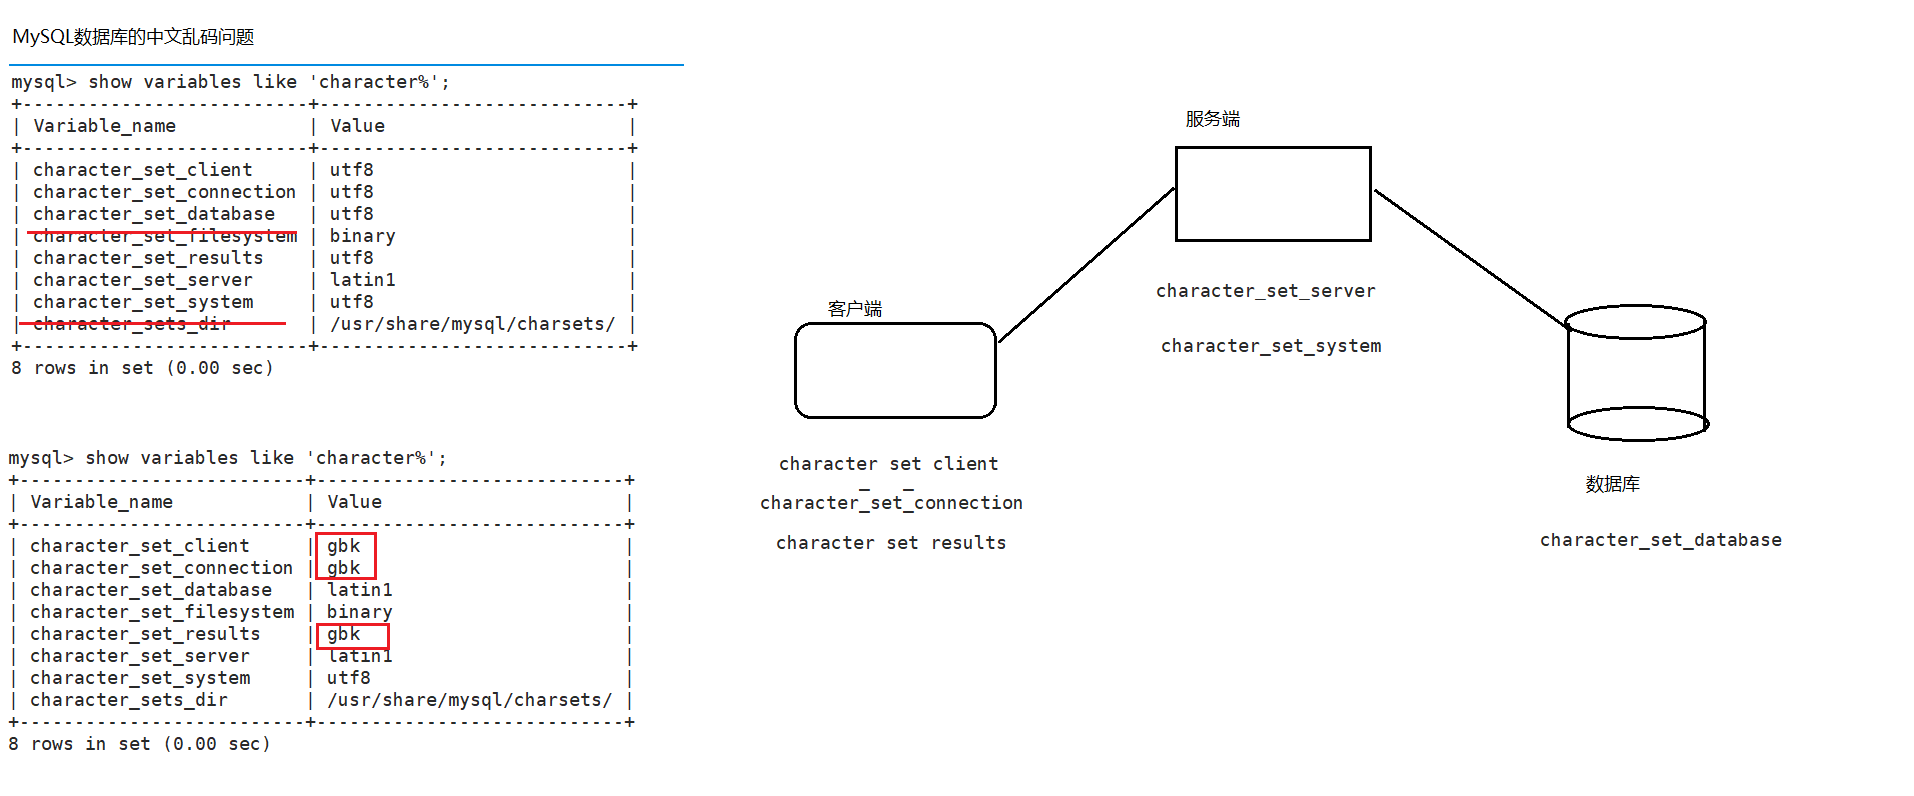 MySQL数据库的中文乱码问题
mysql> show variables like 'character%';
+--------------------------+----------------------------+
| Variable_name            | Value                      |
+--------------------------+----------------------------+
| character_set_client     | utf8                       |
| character_set_connection | utf8                       |
| character_set_database   | utf8                       |
| character_set_filesystem | binary                     |
| character_set_results    | utf8                       |
| character_set_server     | latin1                     |
| character_set_system     | utf8                       |
| character_sets_dir       | /usr/share/mysql/charsets/ |
+--------------------------+----------------------------+
8 rows in set (0.00 sec)
mysql> show variables like 'character%';
+--------------------------+----------------------------+
| Variable_name            | Value                      |
+--------------------------+----------------------------+
| character_set_client     | gbk                        |
| character_set_connection | gbk                        |
| character_set_database   | latin1                     |
| character_set_filesystem | binary                     |
| character_set_results    | gbk                        |
| character_set_server     | latin1                     |
| character_set_system     | utf8                       |
| character_sets_dir       | /usr/share/mysql/charsets/ |
+--------------------------+----------------------------+
8 rows in set (0.00 sec)
客户端
character_set_client
character_set_connection
character set results
服务端
character_set_server
character_set_system
数据库
character_set_database